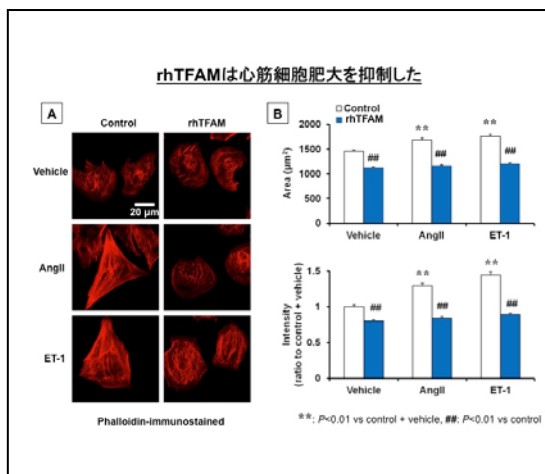 rhTFAMは心筋細胞肥大を抑制した
A
Control
rhTFAM
Vehicle
20 µm
AngII
ET-1
Phalloidin-immunostained
B
Control
rhTFAM
Area (µm²)
2000
1500
1000
500
0
**
**
##
##
##
Vehicle
AngII
ET-1
Intensity
(ratio to control + vehicle)
1.5
1
0.5
0
**
**
##
##
##
Vehicle
AngII
ET-1
**: P<0.01 vs control + vehicle, ##: P<0.01 vs control